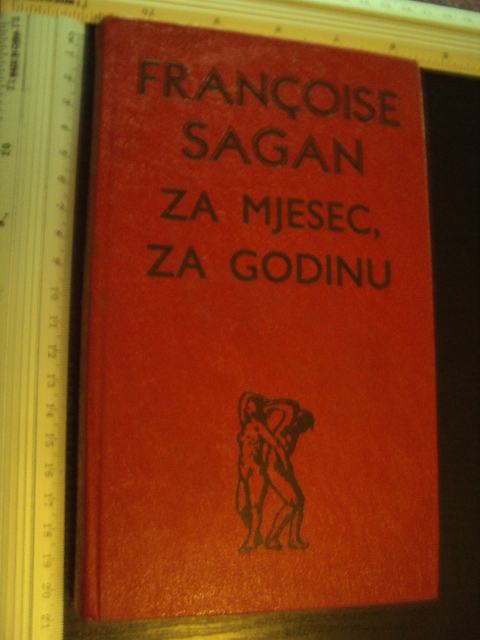 FRANÇOISE
SAGAN
ZA MJESEC,
ZA GODINU